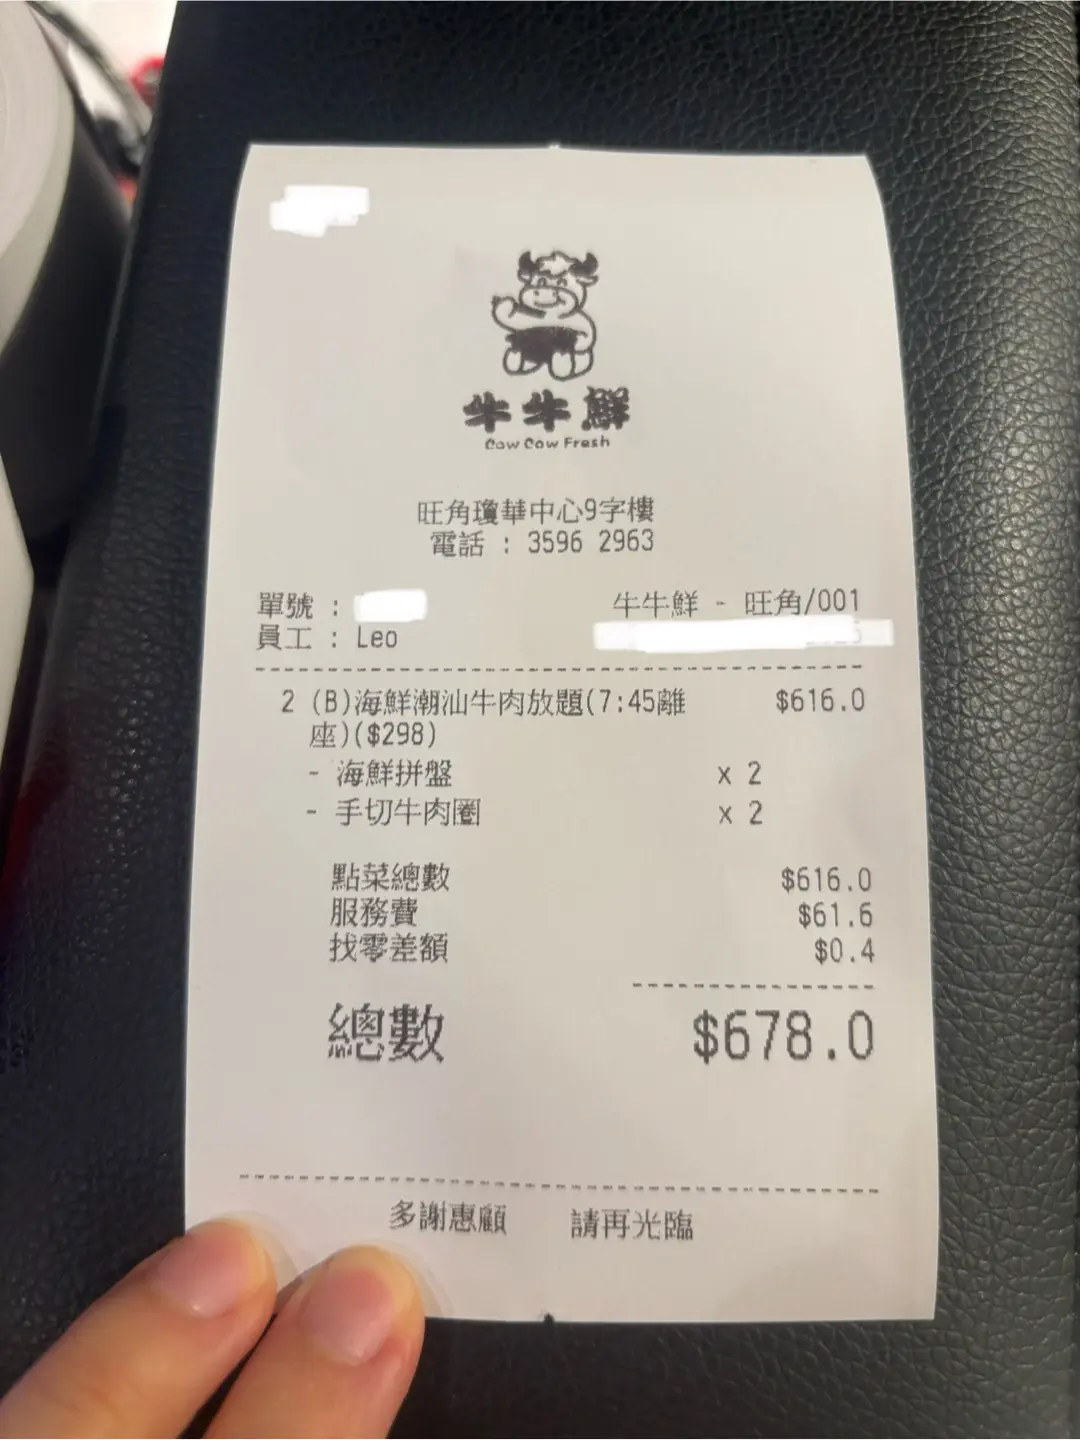 牛牛鮮
Cow Cow Fresh
旺角瓊華中心9字樓
電話 : 3596 2963
單號 :
牛牛鮮 - 旺角/001
員工 : Leo
2 (B)海鮮潮汕牛肉放題(7:45離 $616.0
座)($298)
- 海鮮拼盤 x 2
- 手切牛肉圈 x 2
點菜總數 $616.0
服務費 $61.6
找零差額 $0.4
總數 $678.0
多謝惠顧 請再光臨